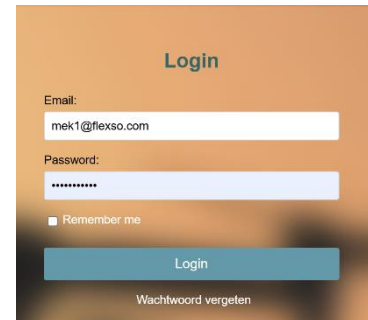 Login
Email:
mek1@flexso.com
Password:
•••••••••••
Remember me
Login
Wachtwoord vergeten